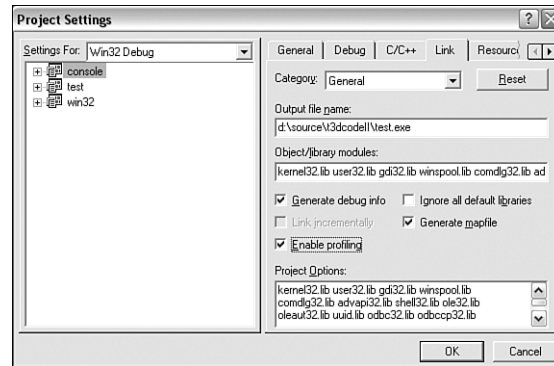 Project Settings
Settings For: Win32 Debug
console
test
win32
General Debug C/C++ Link Resourc
Category: General Reset
Output file name:
d:\source\t3dcodeII\test.exe
Object/library modules:
kernel32.lib user32.lib gdi32.lib winspool.lib comdlg32.lib ad
Generate debug info Ignore all default libraries
Link incrementally Generate mapfile
Enable profiling
Project Options:
kernel32.lib user32.lib gdi32.lib winspool.lib
comdlg32.lib advapi32.lib shell32.lib ole32.lib
oleaut32.lib uuid.lib odbc32.lib odbccp32.lib
OK Cancel